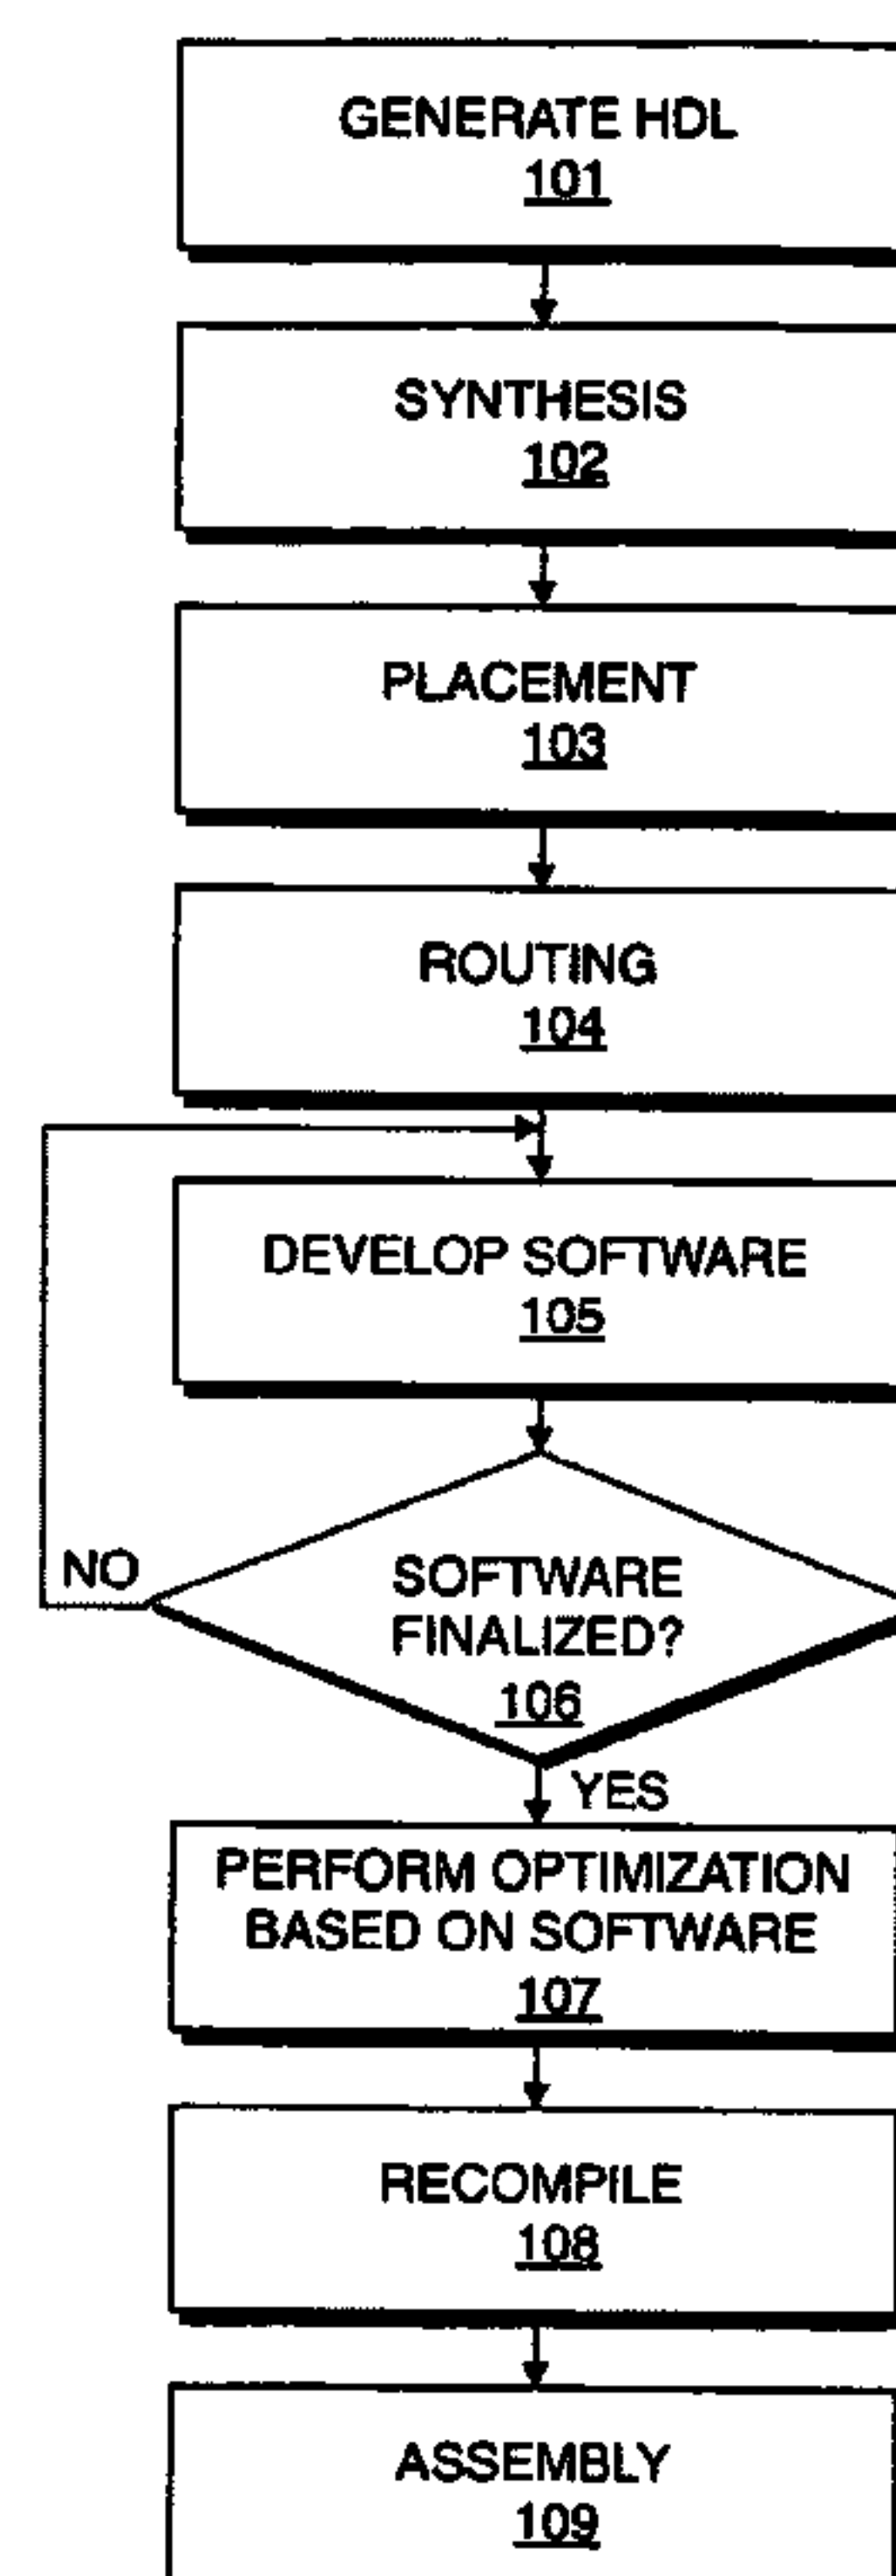 GENERATE HDL
101
SYNTHESIS
102
PLACEMENT
103
ROUTING
104
DEVELOP SOFTWARE
105
NO
SOFTWARE
FINALIZED?
106
YES
PERFORM OPTIMIZATION
BASED ON SOFTWARE
107
RECOMPILE
108
ASSEMBLY
109